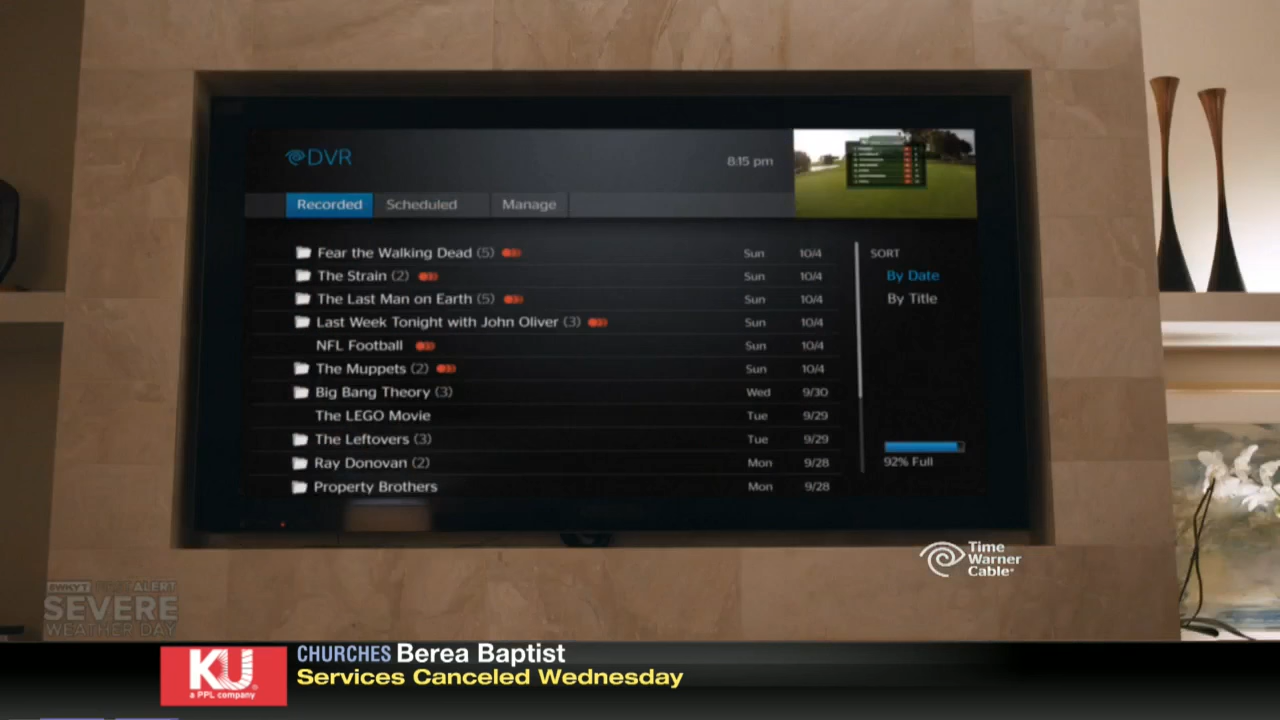 DVR
8:15 pm
Recorded Scheduled Manage
Fear the Walking Dead (5) Sun 10/4
The Strain (2) Sun 10/4
The Last Man on Earth (5) Sun 10/4
Last Week Tonight with John Oliver (3) Sun 10/4
NFL Football Sun 10/4
The Muppets (2) Sun 10/4
Big Bang Theory (3) Wed 9/30
The LEGO Movie Tue 9/29
The Leftovers (3) Tue 9/29
Ray Donovan (2) Mon 9/28
Property Brothers Mon 9/28
SORT
By Date
By Title
92% Full
Time
Warner
Cable
WKYT ALERT
SEVERE
WEATHER DAY
KU
a PPL company
CHURCHES Berea Baptist
Services Canceled Wednesday